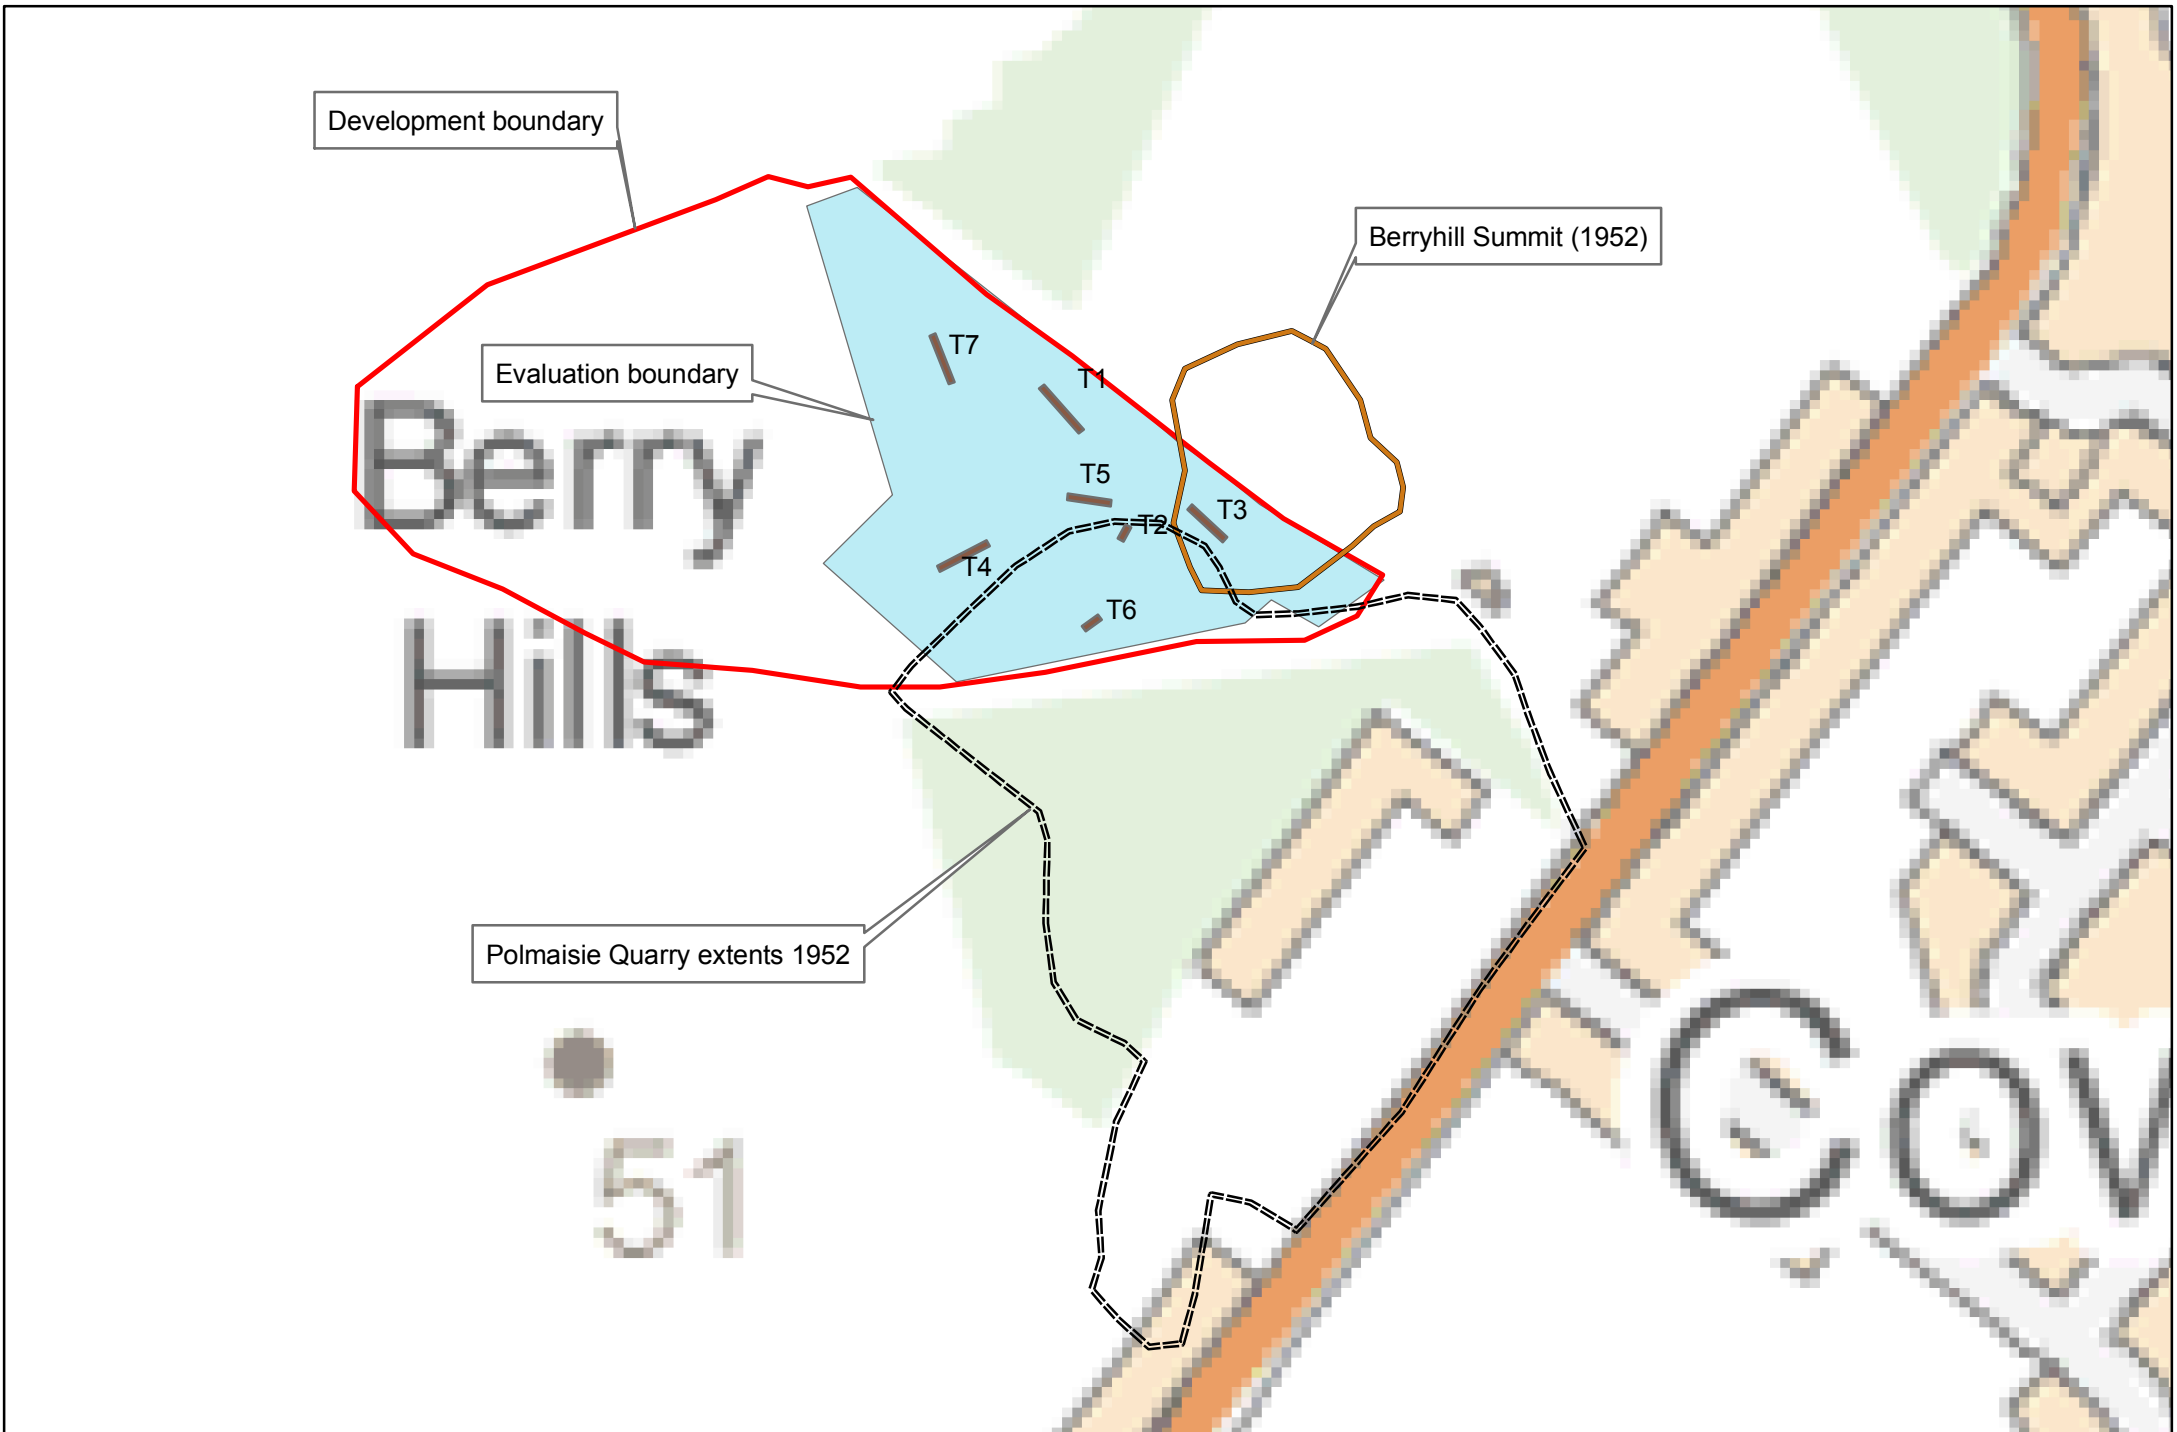 Development boundary
Berryhill Summit (1952)
T7
Evaluation boundary
T1
Berry
T5
T3
T2
T4
T6
Hills
Polmaisie Quarry extents 1952
Cov
51